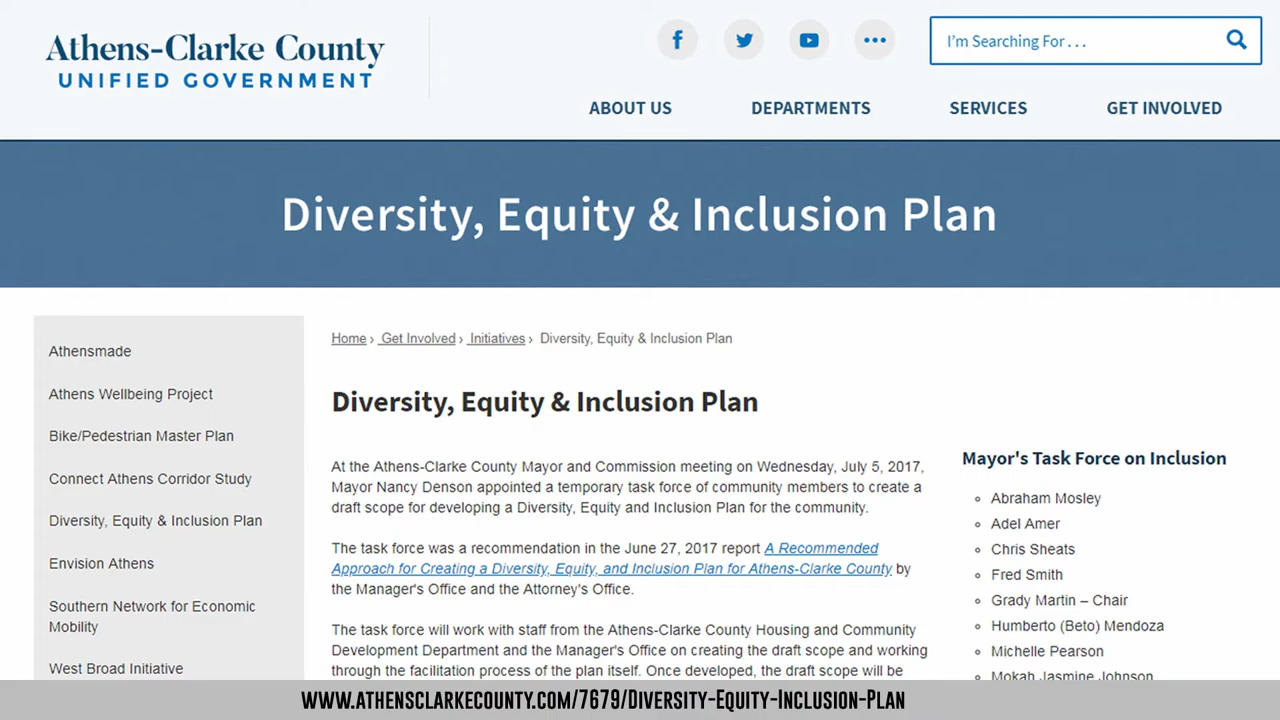 Athens-Clarke County
UNIFIED GOVERNMENT
I'm Searching For . . .
ABOUT US
DEPARTMENTS
SERVICES
GET INVOLVED
Diversity, Equity & Inclusion Plan
Athensmade
Athens Wellbeing Project
Bike/Pedestrian Master Plan
Connect Athens Corridor Study
Diversity, Equity & Inclusion Plan
Envision Athens
Southern Network for Economic
Mobility
West Broad Initiative
Home › Get Involved › Initiatives › Diversity, Equity & Inclusion Plan
Diversity, Equity & Inclusion Plan
At the Athens-Clarke County Mayor and Commission meeting on Wednesday, July 5, 2017,
Mayor Nancy Denson appointed a temporary task force of community members to create a
draft scope for developing a Diversity, Equity and Inclusion Plan for the community.
The task force was a recommendation in the June 27, 2017 report A Recommended
Approach for Creating a Diversity, Equity, and Inclusion Plan for Athens-Clarke County by
the Manager's Office and the Attorney's Office.
The task force will work with staff from the Athens-Clarke County Housing and Community
Development Department and the Manager's Office on creating the draft scope and working
through the facilitation process of the plan itself. Once developed, the draft scope will be
Mayor's Task Force on Inclusion
Abraham Mosley
Adel Amer
Chris Sheats
Fred Smith
Grady Martin – Chair
Humberto (Beto) Mendoza
Michelle Pearson
Mokah Jasmine Johnson
www.athensclarkecounty.com/7679/Diversity-Equity-Inclusion-Plan